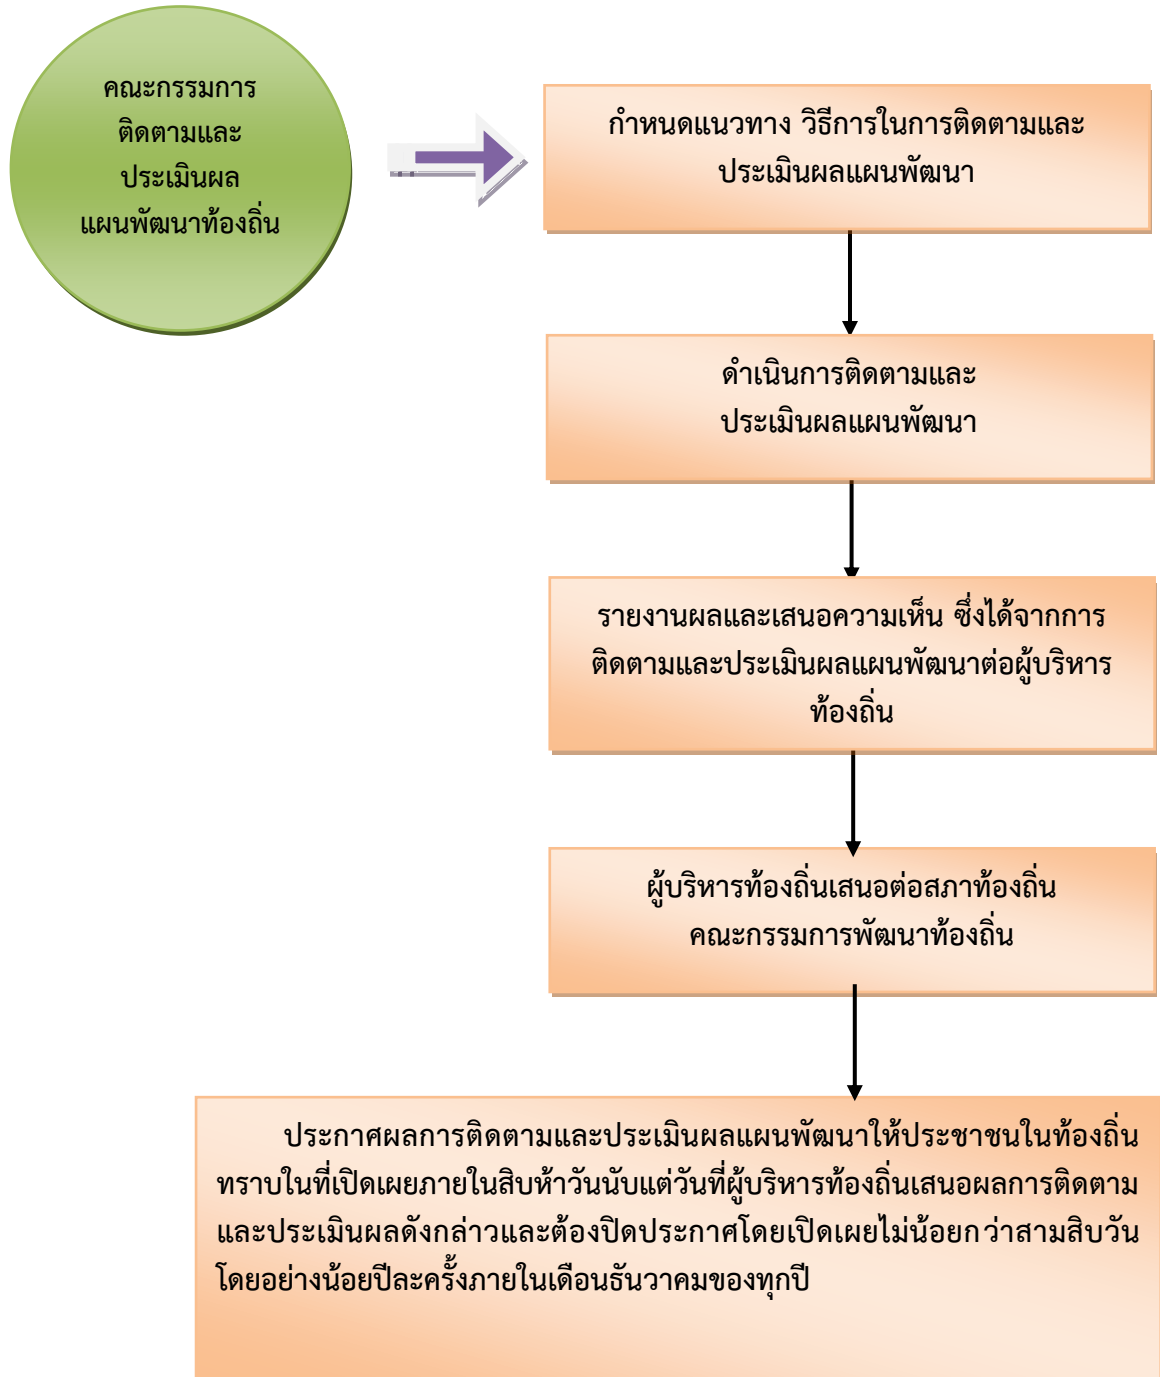 คณะกรรมการ
ติดตามและ
ประเมินผล
แผนพัฒนาท้องถิ่น
กำหนดแนวทาง วิธีการในการติดตามและ
ประเมินผลแผนพัฒนา
ดำเนินการติดตามและ
ประเมินผลแผนพัฒนา
รายงานผลและเสนอความเห็น ซึ่งได้จากการ
ติดตามและประเมินผลแผนพัฒนาต่อผู้บริหาร
ท้องถิ่น
ผู้บริหารท้องถิ่นเสนอต่อสภาท้องถิ่น
คณะกรรมการพัฒนาท้องถิ่น
ประกาศผลการติดตามและประเมินผลแผนพัฒนาให้ประชาชนในท้องถิ่น
ทราบในที่เปิดเผยภายในสิบห้าวันนับแต่วันที่ผู้บริหารท้องถิ่นเสนอผลการติดตาม
และประเมินผลดังกล่าวและต้องปิดประกาศโดยเปิดเผยไม่น้อยกว่าสามสิบวัน
โดยอย่างน้อยปีละครั้งภายในเดือนธันวาคมของทุกปี